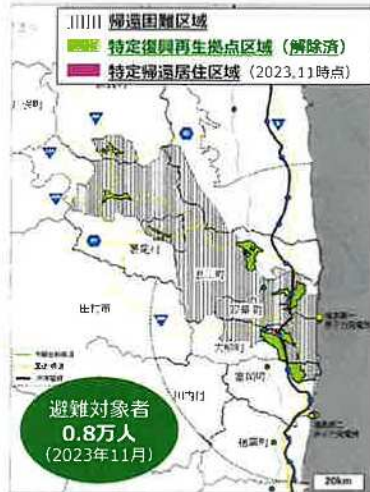 帰還困難区域
特定復興再生拠点区域（解除済）
特定帰還居住区域（2023.11時点）
葛尾村
浪江町
双葉町
大熊町
田村市
富岡町
川内村
楢葉町
避難対象者
0.8万人
(2023年11月)
20km